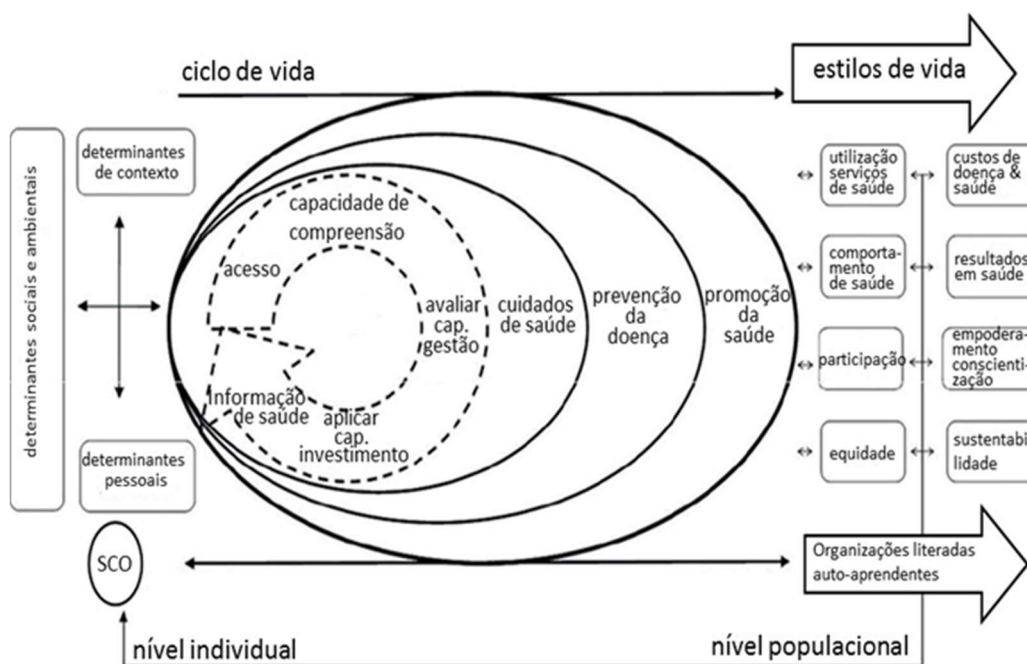 ciclo de vida
estilos de vida
determinantes sociais e ambientais
determinantes
de contexto
determinantes
pessoais
SCO
capacidade de
compreensão
acesso
avaliar
cap.
gestão
Informação
de saúde
aplicar
cap.
investimento
cuidados
de saúde
prevenção
da
doença
promoção
da
saúde
utilização
serviços
de saúde
custos de
doença &
saúde
comporta-
mento
de saúde
resultados
em saúde
participação
empodera-
mento
conscienti-
zação
equidade
sustentabi
lidade
Organizações literadas
auto-aprendentes
nível individual
nível populacional